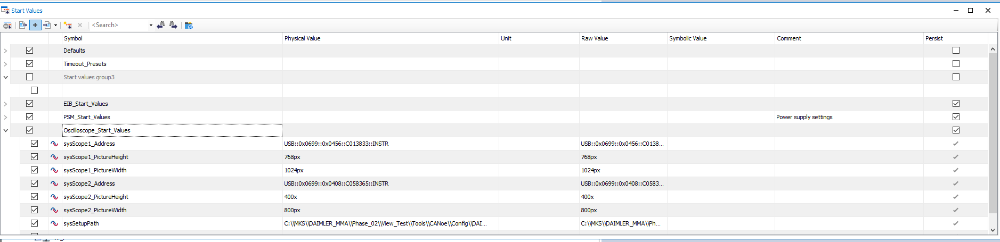 Start Values
<Search>
Symbol Physical Value Unit Raw Value Symbolic Value Comment Persist
Defaults
Timeout_Presets
Start values group3
EIB_Start_Values
PSM_Start_Values Power supply settings
Oscilloscope_Start_Values
sysScope1_Address USB::0x0699::0x0456::C013833::INSTR USB::0x0699::0x0456::C0138...
sysScope1_PictureHeight 768px 768px
sysScope1_PictureWidth 1024px 1024px
sysScope2_Address USB::0x0699::0x0408::C058365::INSTR USB::0x0699::0x0408::C0583...
sysScope2_PictureHeight 400x 400x
sysScope2_PictureWidth 800px 800px
sysSetupPath C:\\MKS\\DAIMLER_MMA\\Phase_02\\View_Test\\Tools\\CANoe\\Config\\DAI... C:\\MKS\\DAIMLER_MMA\\Ph...